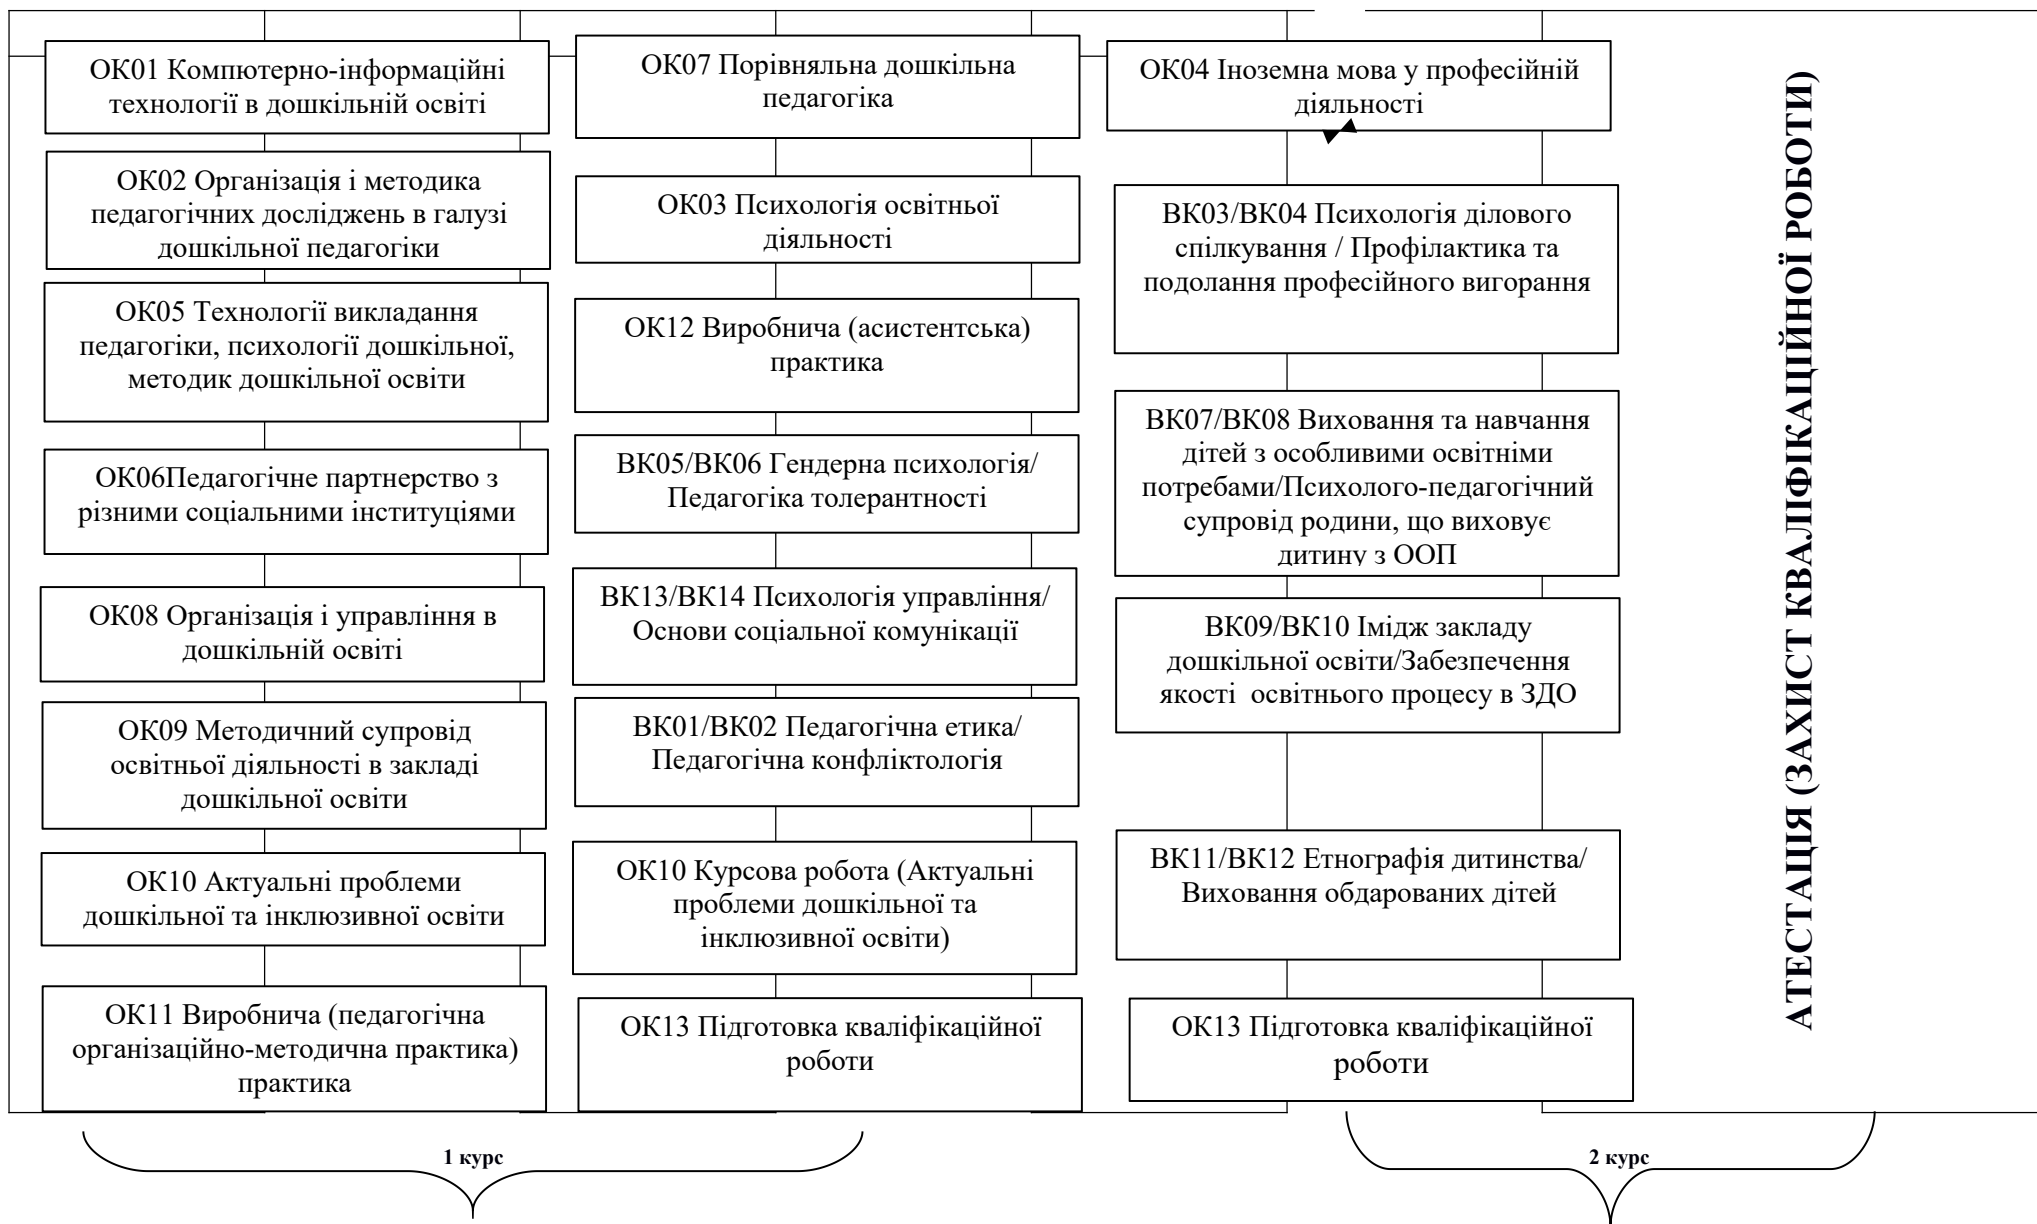 ОК01 Компютерно-інформаційні
технології в дошкільній освіті
ОК02 Організація і методика
педагогічних досліджень в галузі
дошкільної педагогіки
ОК05 Технології викладання
педагогіки, психології дошкільної,
методик дошкільної освіти
ОК06Педагогічне партнерство з
різними соціальними інституціями
ОК08 Організація і управління в
дошкільній освіті
ОК09 Методичний супровід
освітньої діяльності в закладі
дошкільної освіти
ОК10 Актуальні проблеми
дошкільної та інклюзивної освіти
ОК11 Виробнича (педагогічна
організаційно-методична практика)
практика
ОК07 Порівняльна дошкільна
педагогіка
ОК03 Психологія освітньої
діяльності
ОК12 Виробнича (асистентська)
практика
ВК05/ВК06 Гендерна психологія/
Педагогіка толерантності
ВК13/ВК14 Психологія управління/
Основи соціальної комунікації
ВК01/ВК02 Педагогічна етика/
Педагогічна конфліктологія
ОК10 Курсова робота (Актуальні
проблеми дошкільної та
інклюзивної освіти)
ОК13 Підготовка кваліфікаційної
роботи
ОК04 Іноземна мова у професійній
діяльності
ВК03/ВК04 Психологія ділового
спілкування / Профілактика та
подолання професійного вигорання
ВК07/ВК08 Виховання та навчання
дітей з особливими освітніми
потребами/Психолого-педагогічний
супровід родини, що виховує
дитину з ООП
ВК09/ВК10 Імідж закладу
дошкільної освіти/Забезпечення
якості освітнього процесу в ЗДО
ВК11/ВК12 Етнографія дитинства/
Виховання обдарованих дітей
ОК13 Підготовка кваліфікаційної
роботи
АТЕСТАЦІЯ (ЗАХИСТ КВАЛІФІКАЦІЙНОЇ РОБОТИ)
1 курс
2 курс